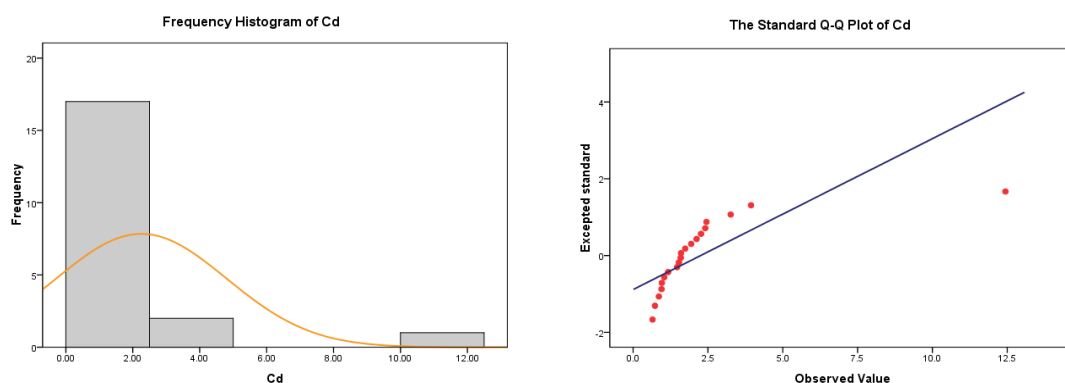 Frequency Histogram of Cd
20
15
10
5
0
Frequency
0.00 2.00 4.00 6.00 8.00 10.00 12.00
Cd
The Standard Q-Q Plot of Cd
4
2
0
-2
Excepted standard
0.0 2.5 5.0 7.5 10.0 12.5
Observed Value